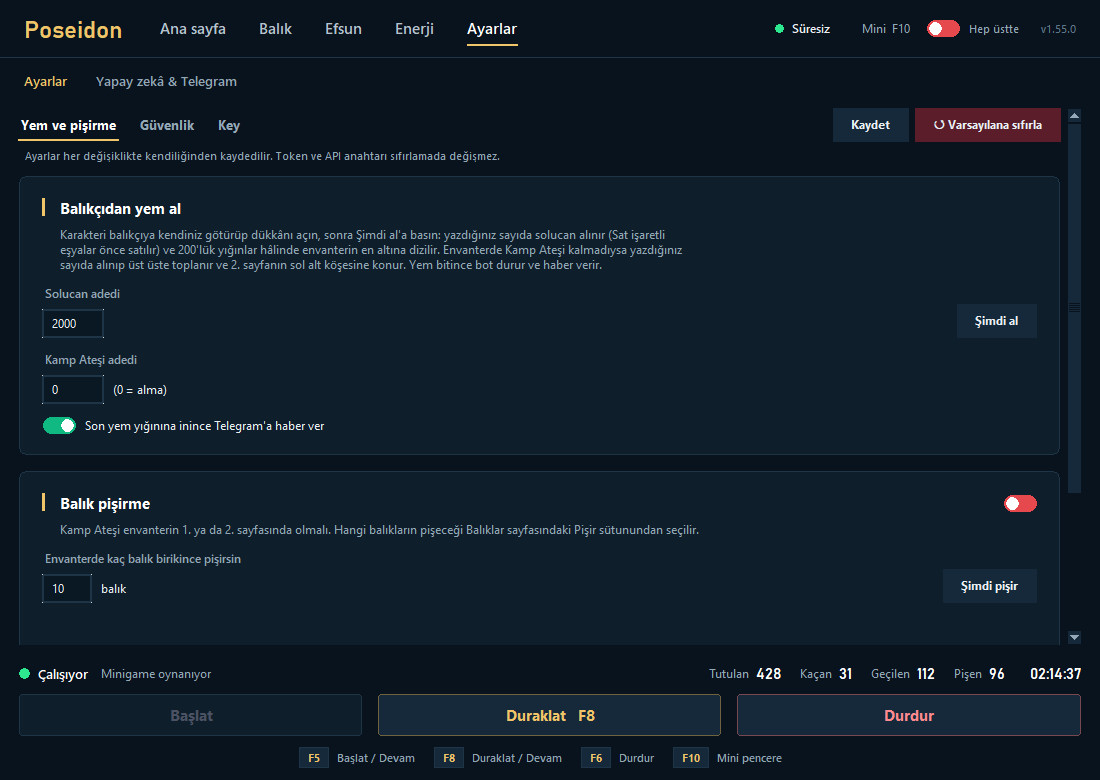 Poseidon Ana sayfa Balık Efsun Enerji Ayarlar Süresiz Mini F10 Hep üstte v1.55.0
Ayarlar Yapay zekâ & Telegram
Yem ve pişirme Güvenlik Key Kaydet ↺ Varsayılana sıfırla
Ayarlar her değişiklikte kendiliğinden kaydedilir. Token ve API anahtarı sıfırlamada değişmez.
Balıkçıdan yem al
Karakteri balıkçıya kendiniz götürüp dükkânı açın, sonra Şimdi al'a basın: yazdığınız sayıda solucan alınır (Sat işaretli
eşyalar önce satılır) ve 200'lük yığınlar hâlinde envanterin en altına dizilir. Envanterde Kamp Ateşi kalmadıysa yazdığınız
sayıda alınıp üst üste toplanır ve 2. sayfanın sol alt köşesine konur. Yem bitince bot durur ve haber verir.
Solucan adedi
2000
Şimdi al
Kamp Ateşi adedi
0 (0 = alma)
Son yem yığınına inince Telegram'a haber ver
Balık pişirme
Kamp Ateşi envanterin 1. ya da 2. sayfasında olmalı. Hangi balıkların pişeceği Balıklar sayfasındaki Pişir sütunundan seçilir.
Envanterde kaç balık birikince pişirsin
10 balık
Şimdi pişir
Çalışıyor Minigame oynanıyor Tutulan 428 Kaçan 31 Geçilen 112 Pişen 96 02:14:37
Başlat Duraklat F8 Durdur
F5 Başlat / Devam F8 Duraklat / Devam F6 Durdur F10 Mini pencere